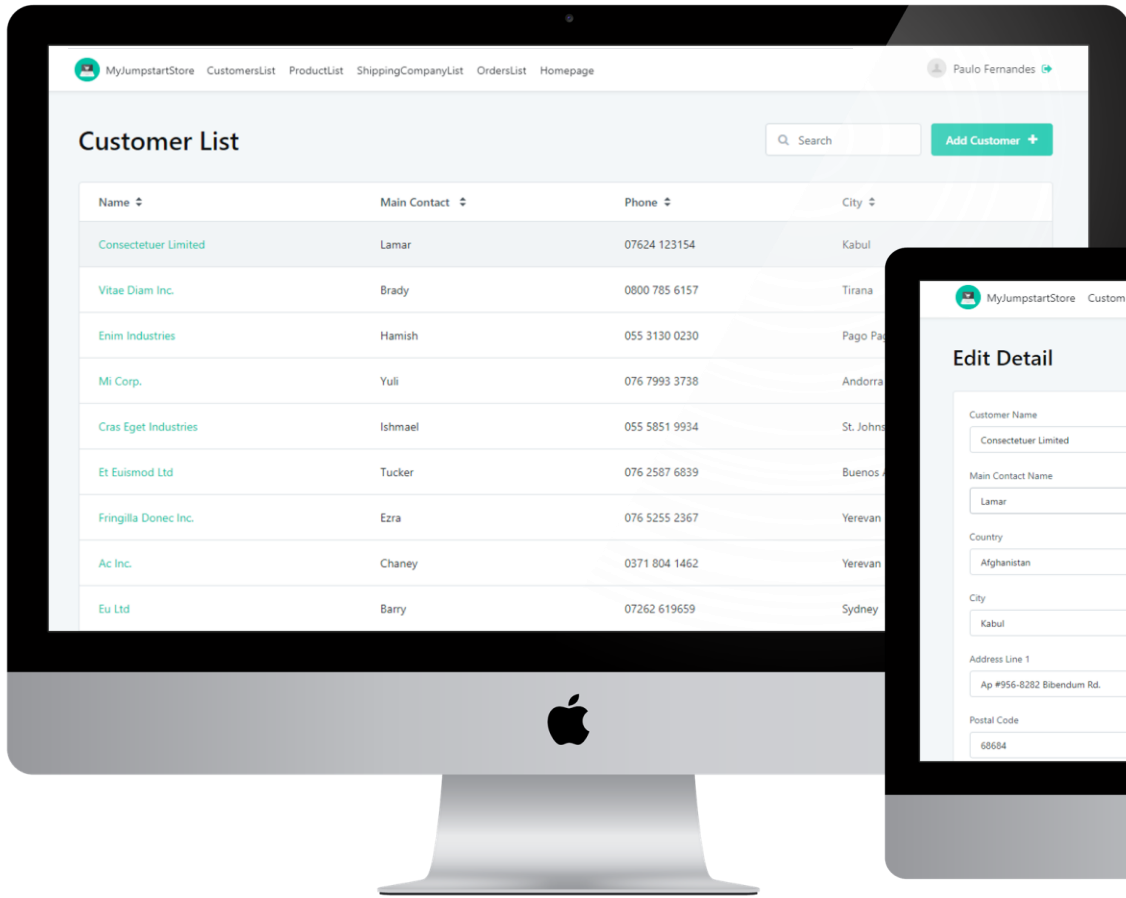 MyJumpstartStore CustomersList ProductList ShippingCompanyList OrdersList Homepage Paulo Fernandes
Customer List Search Add Customer +
Name Main Contact Phone City
Consectetuer Limited Lamar 07624 123154 Kabul
Vitae Diam Inc. Brady 0800 785 6157 Tirana
Enim Industries Hamish 055 3130 0230 Pago Pag
Mi Corp. Yuli 076 7993 3738 Andorra
Cras Eget Industries Ishmael 055 5851 9934 St. Johns
Et Euismod Ltd Tucker 076 2587 6839 Buenos
Fringilla Donec Inc. Ezra 076 5255 2367 Yerevan
Ac Inc. Chaney 0371 804 1462 Yerevan
Eu Ltd Barry 07262 619659 Sydney
MyJumpstartStore Custom
Edit Detail
Customer Name
Consectetuer Limited
Main Contact Name
Lamar
Country
Afghanistan
City
Kabul
Address Line 1
Ap #956-8282 Bibendum Rd.
Postal Code
68684